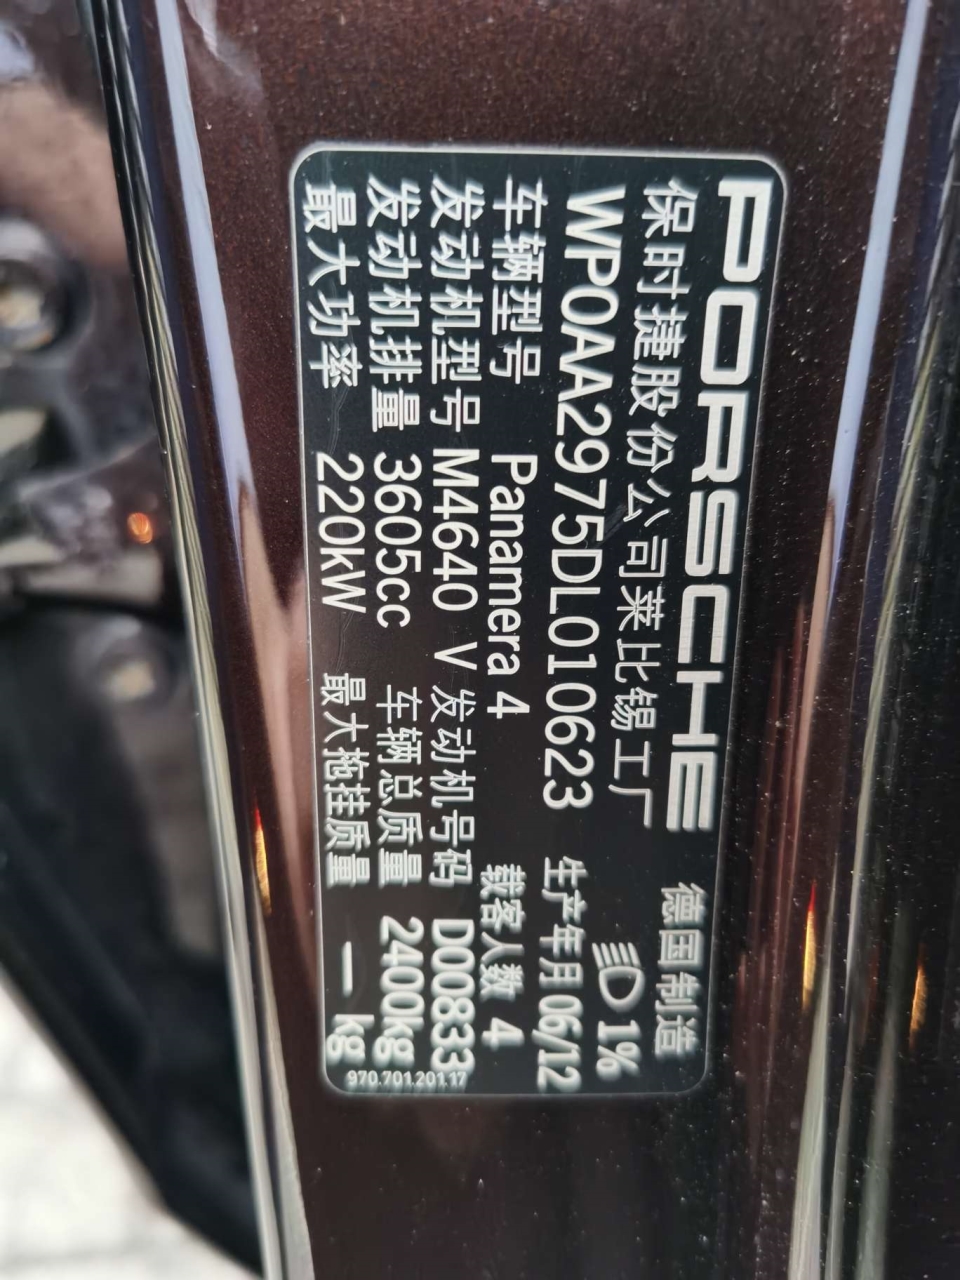 PORSCHE 德国制造
保时捷股份公司莱比锡工厂 1%
WP0AA2975DL010623 生产年月 06/12
车辆型号 Panamera 4 载客人数 4
发动机型号 M4640 V 发动机号码 D00833
发动机排量 3605cc 车辆总质量 2400kg
最大功率 220kW 最大拖挂质量 — kg
970.701.201.17